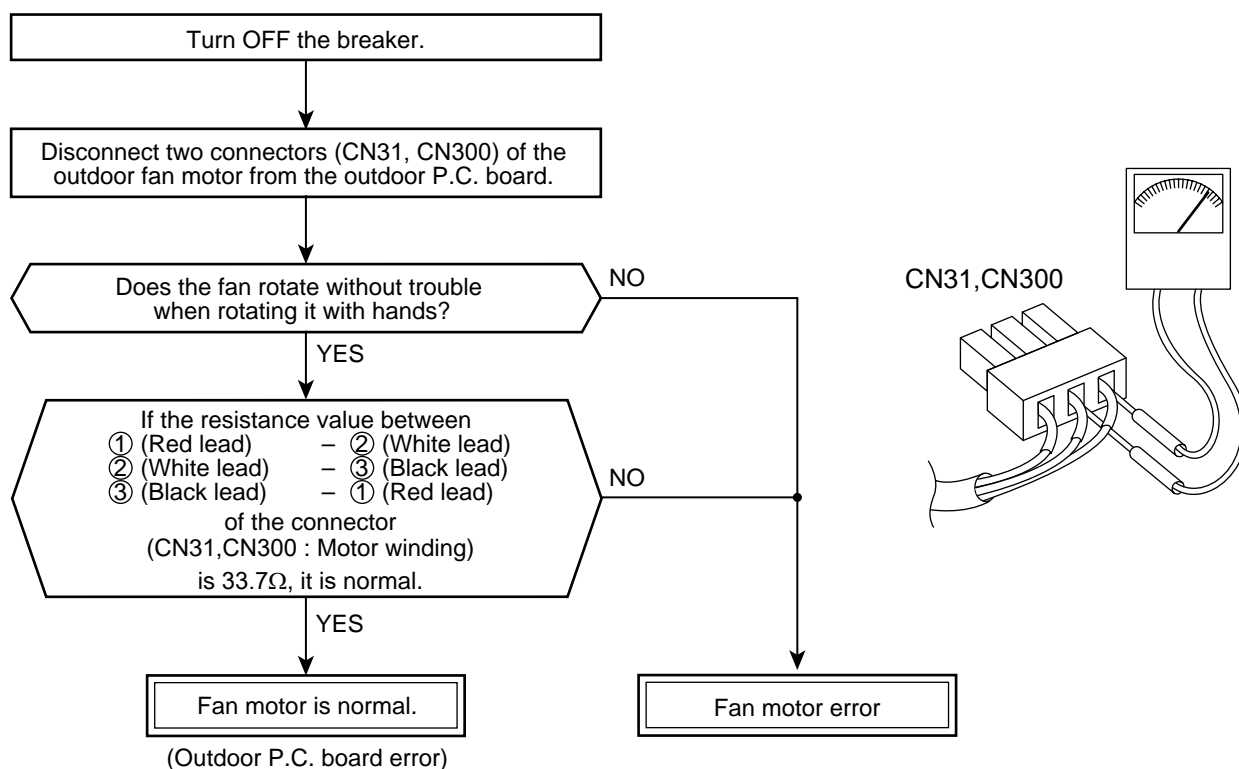 Turn OFF the breaker.
Disconnect two connectors (CN31, CN300) of the
outdoor fan motor from the outdoor P.C. board.
Does the fan rotate without trouble
when rotating it with hands?
NO
YES
If the resistance value between
① (Red lead) – ② (White lead)
② (White lead) – ③ (Black lead)
③ (Black lead) – ① (Red lead)
of the connector
(CN31,CN300 : Motor winding)
is 33.7Ω, it is normal.
NO
YES
Fan motor is normal.
(Outdoor P.C. board error)
Fan motor error
CN31,CN300